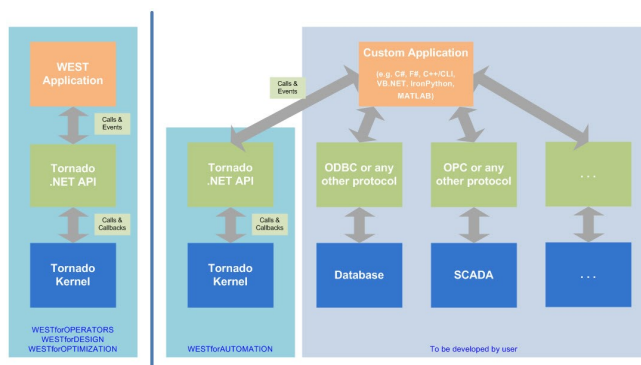 WEST
Application
Calls &
Events
Tornado
.NET API
Calls &
Callbacks
Tornado
Kernel
WESTforOPERATORS
WESTforDESIGN
WESTforOPTIMIZATION
Calls &
Events
Tornado
.NET API
Calls &
Callbacks
Tornado
Kernel
WESTforAUTOMATION
Custom Application
(e.g. C#, F#, C++/CLI,
VB.NET, IronPython,
MATLAB)
ODBC or any
other protocol
OPC or any
other protocol
. . .
Database
SCADA
. . .
To be developed by user